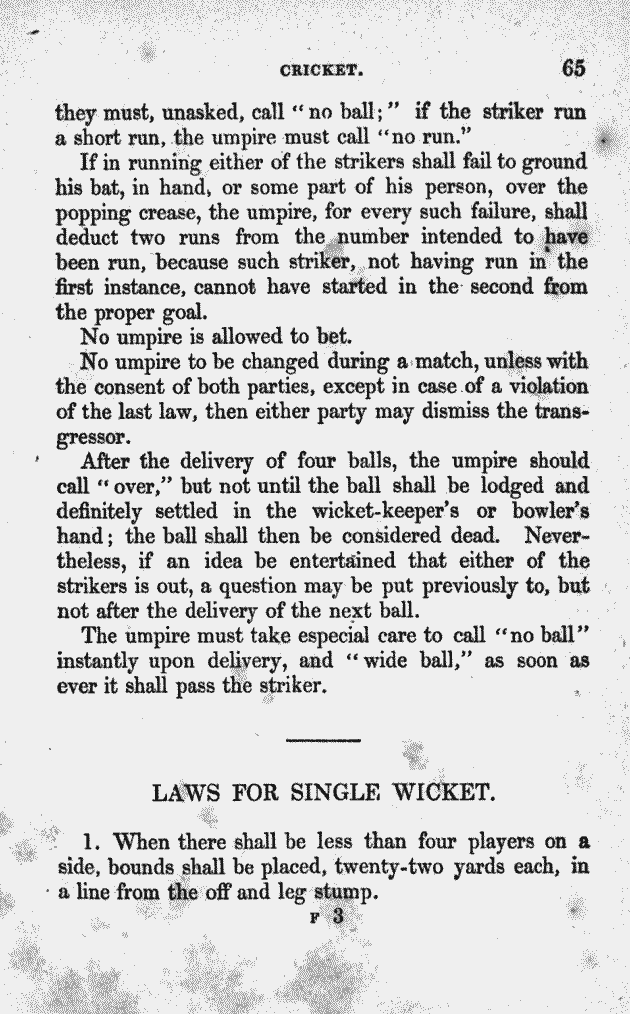 CRICKET. 65
they must, unasked, call "no ball;" if the striker run
a short run, the umpire must call "no run."
If in running either of the strikers shall fail to ground
his bat, in hand, or some part of his person, over the
popping crease, the umpire, for every such failure, shall
deduct two runs from the number intended to have
been run, because such striker, not having run in the
first instance, cannot have started in the second from
the proper goal.
No umpire is allowed to bet.
No umpire to be changed during a match, unless with
the consent of both parties, except in case of a violation
of the last law, then either party may dismiss the trans-
gressor.
After the delivery of four balls, the umpire should
call "over," but not until the ball shall be lodged and
definitely settled in the wicket-keeper's or bowler's
hand; the ball shall then be considered dead. Never-
theless, if an idea be entertained that either of the
strikers is out, a question may be put previously to, but
not after the delivery of the next ball.
The umpire must take especial care to call "no ball"
instantly upon delivery, and "wide ball," as soon as
ever it shall pass the striker.
LAWS FOR SINGLE WICKET.
1. When there shall be less than four players on a
side, bounds shall be placed, twenty-two yards each, in
a line from the off and leg stump.
F 3